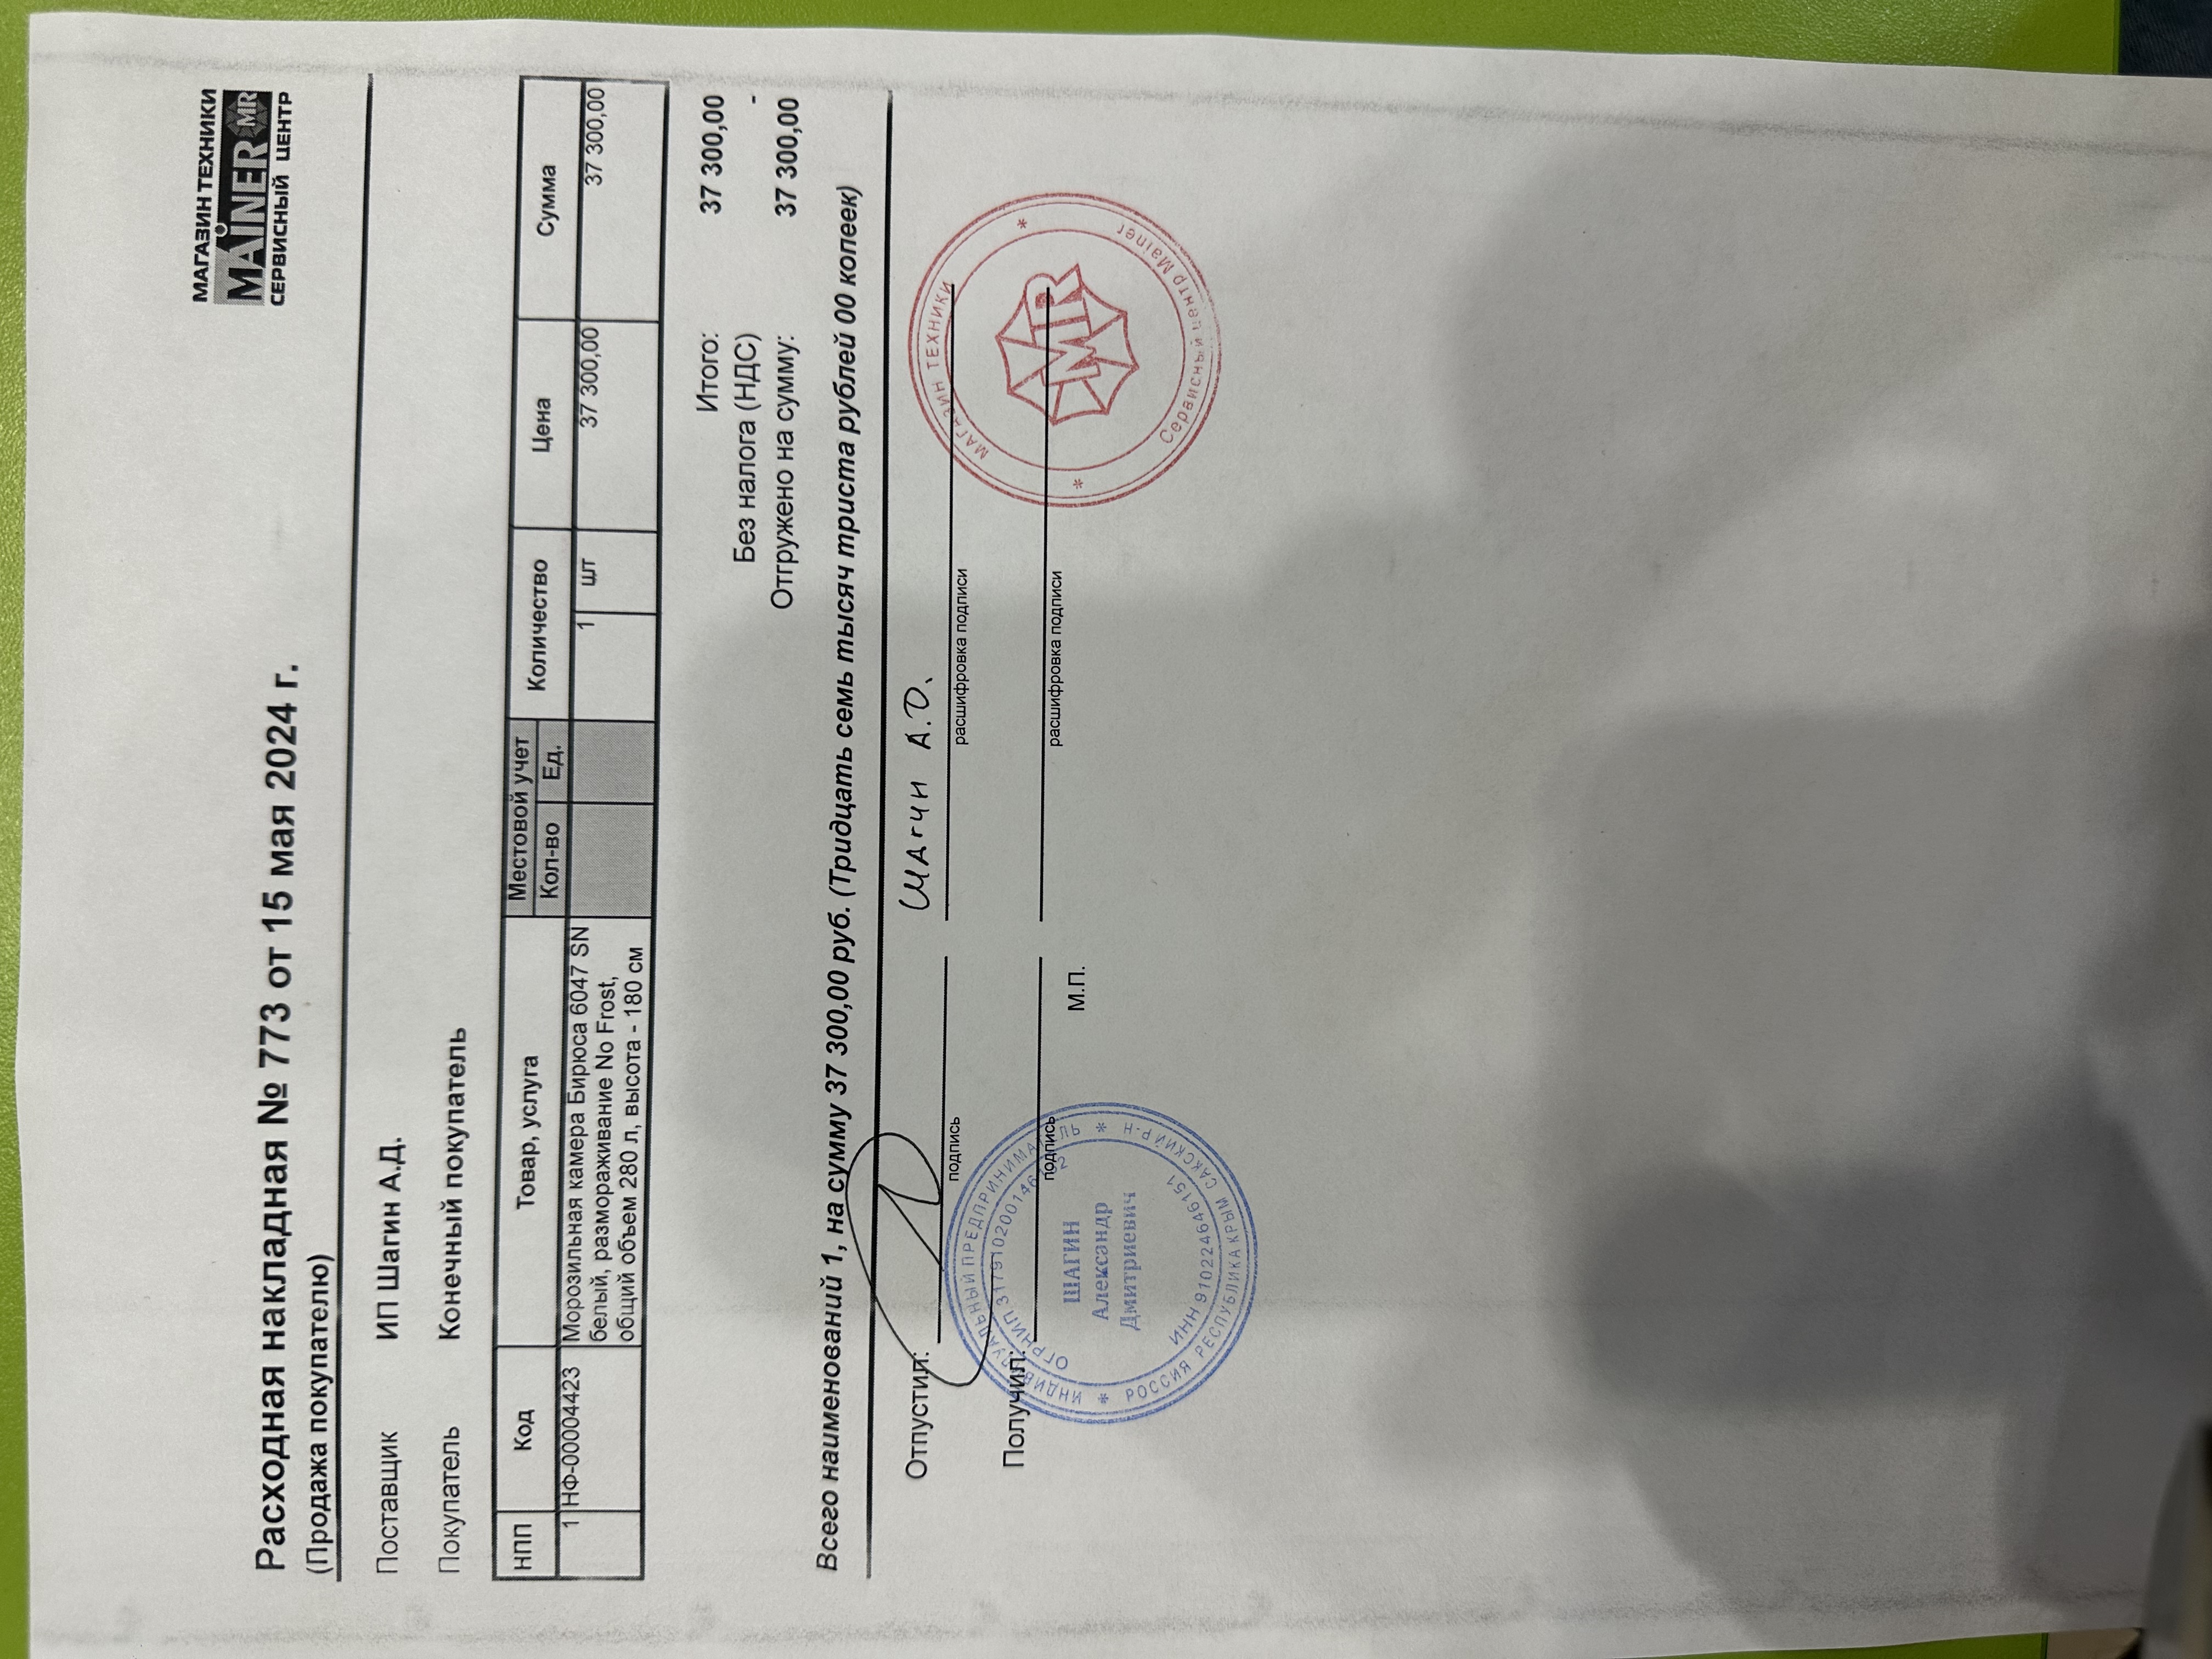 МАГАЗИН ТЕХНИКИ
MAINER MR
СЕРВИСНЫЙ ЦЕНТР
Расходная накладная № 773 от 15 мая 2024 г.
(Продажа покупателю)
Поставщик ИП Шагин А.Д.
Покупатель Конечный покупатель
НПП Код Товар, услуга Местовой учет Количество Цена Сумма
Кол-во Ед.
1 НФ-00004423 Морозильная камера Бирюса 6047 SN 1 шт 37 300,00 37 300,00
белый, размораживание No Frost,
общий объем 280 л, высота - 180 см
Итого: 37 300,00
Без налога (НДС) -
Отгружено на сумму: 37 300,00
Всего наименований 1, на сумму 37 300,00 руб. (Тридцать семь тысяч триста рублей 00 копеек)
Отпустил: Шагин А.Д.
подпись расшифровка подписи
Получил:
подпись расшифровка подписи
М.П.
ИНДИВИДУАЛЬНЫЙ ПРЕДПРИНИМАТЕЛЬ
ОГРНИП
ШАГИН
Александр
Дмитриевич
ИНН 910224646151
РОССИЯ РЕСПУБЛИКА КРЫМ САКСКИЙ Р-Н
МАГАЗИН ТЕХНИКИ
MR
Сервисный центр Mainer